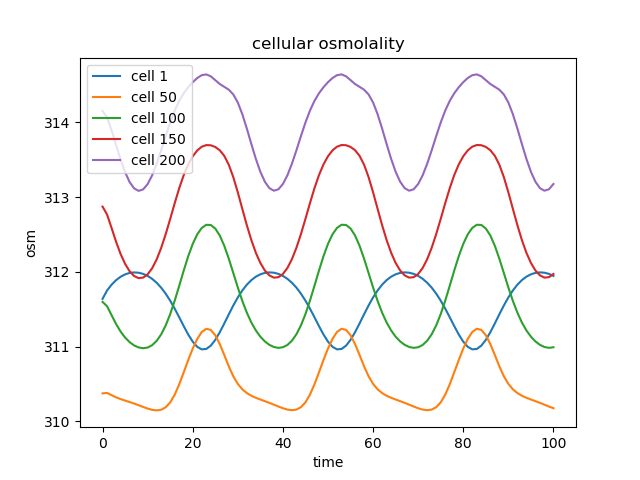 cellular osmolality
cell 1
cell 50
cell 100
cell 150
cell 200
osm
314
313
312
311
310
0 20 40 60 80 100
time